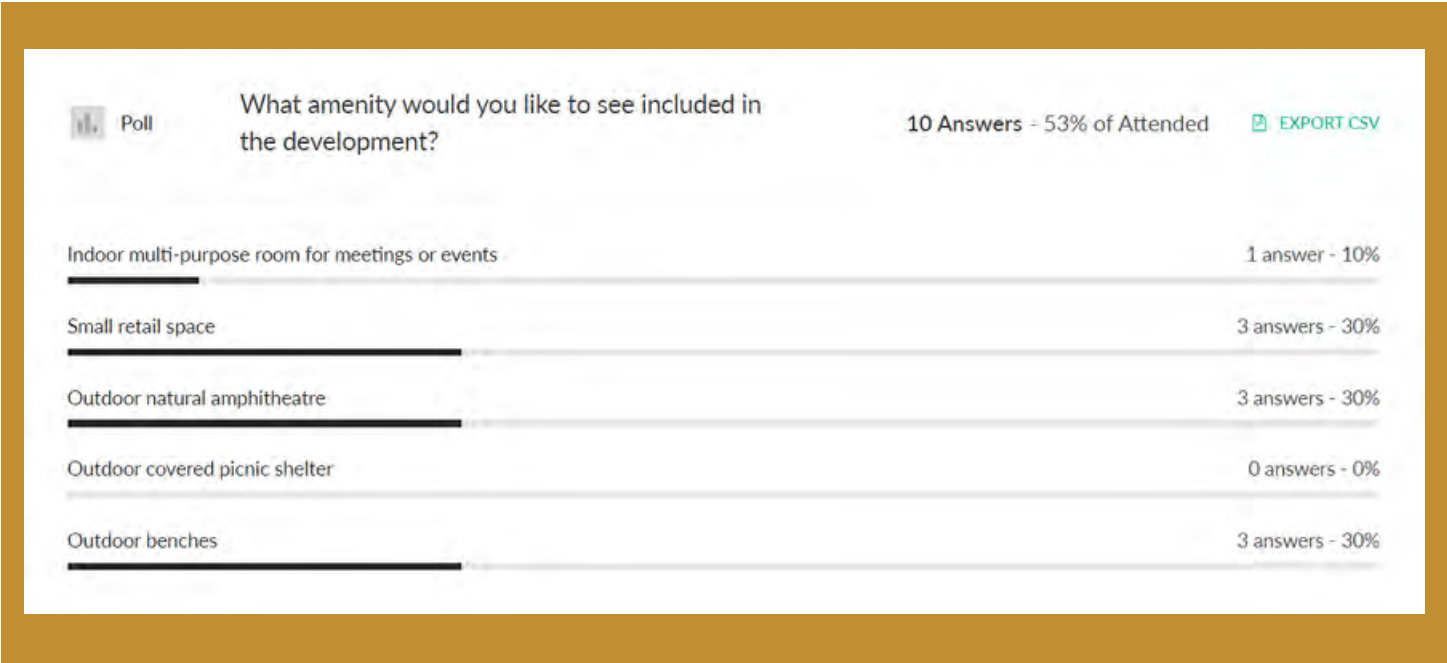 Poll
What amenity would you like to see included in
the development?
10 Answers - 53% of Attended
EXPORT CSV
Indoor multi-purpose room for meetings or events
1 answer - 10%
Small retail space
3 answers - 30%
Outdoor natural amphitheatre
3 answers - 30%
Outdoor covered picnic shelter
0 answers - 0%
Outdoor benches
3 answers - 30%